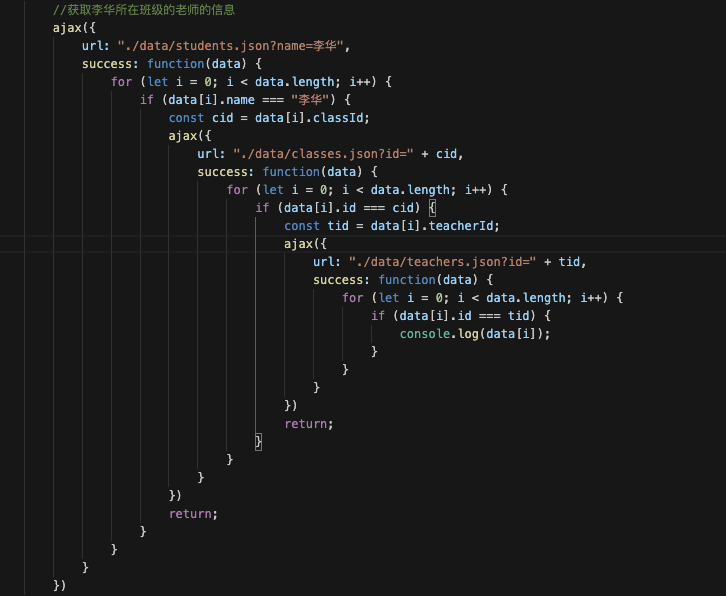 //获取李华所在班级的老师的信息
ajax({
url: "./data/students.json?name=李华",
success: function(data) {
for (let i = 0; i < data.length; i++) {
if (data[i].name === "李华") {
const cid = data[i].classId;
ajax({
url: "./data/classes.json?id=" + cid,
success: function(data) {
for (let i = 0; i < data.length; i++) {
if (data[i].id === cid) {
const tid = data[i].teacherId;
ajax({
url: "./data/teachers.json?id=" + tid,
success: function(data) {
for (let i = 0; i < data.length; i++) {
if (data[i].id === tid) {
console.log(data[i]);
}
}
}
})
return;
}
}
}
})
return;
}
}
}
})